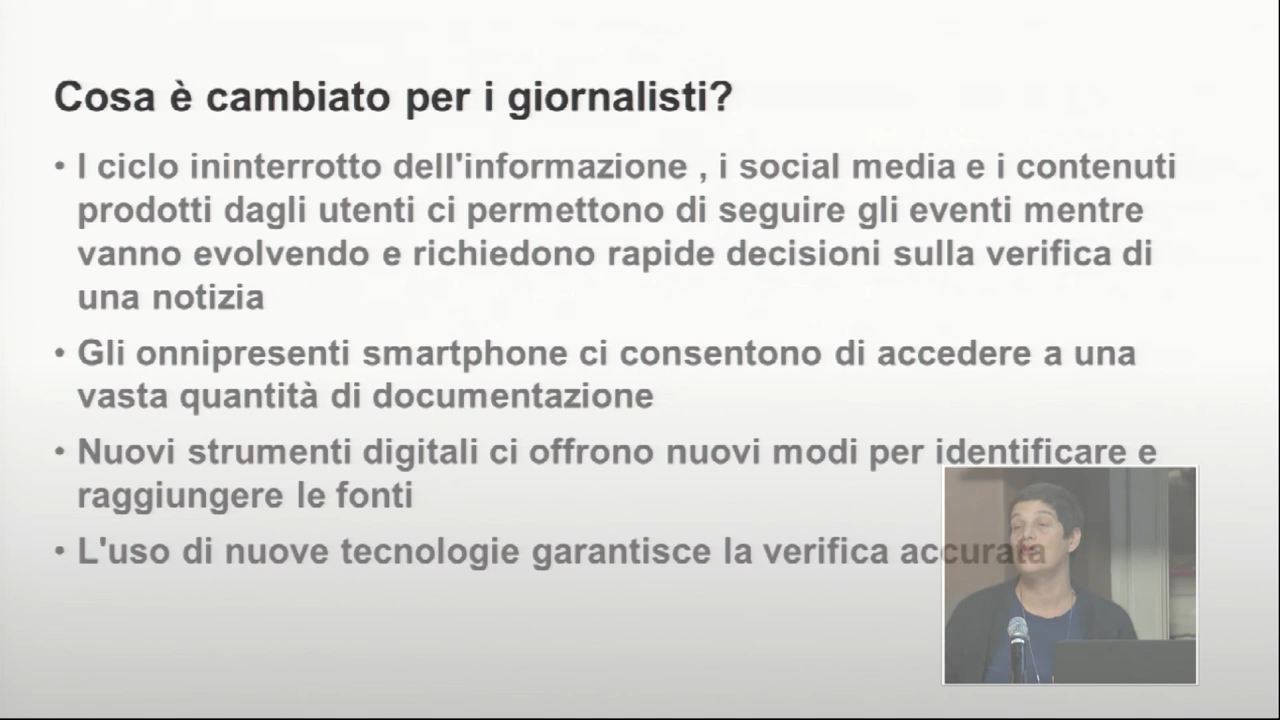 Cosa è cambiato per i giornalisti?
• I ciclo ininterrotto dell'informazione , i social media e i contenuti
prodotti dagli utenti ci permettono di seguire gli eventi mentre
vanno evolvendo e richiedono rapide decisioni sulla verifica di
una notizia
• Gli onnipresenti smartphone ci consentono di accedere a una
vasta quantità di documentazione
• Nuovi strumenti digitali ci offrono nuovi modi per identificare e
raggiungere le fonti
• L'uso di nuove tecnologie garantisce la verifica accurata